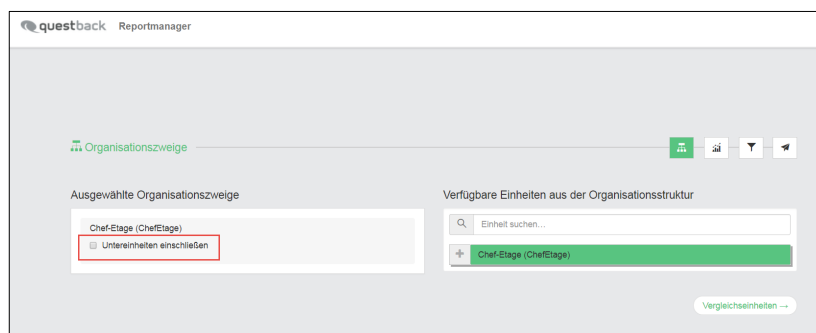 questback Reportmanager
Organisationszweige
Ausgewählte Organisationszweige
Chef-Etage (ChefEtage)
Untereinheiten einschließen
Verfügbare Einheiten aus der Organisationsstruktur
Einheit suchen...
Chef-Etage (ChefEtage)
Vergleichseinheiten →